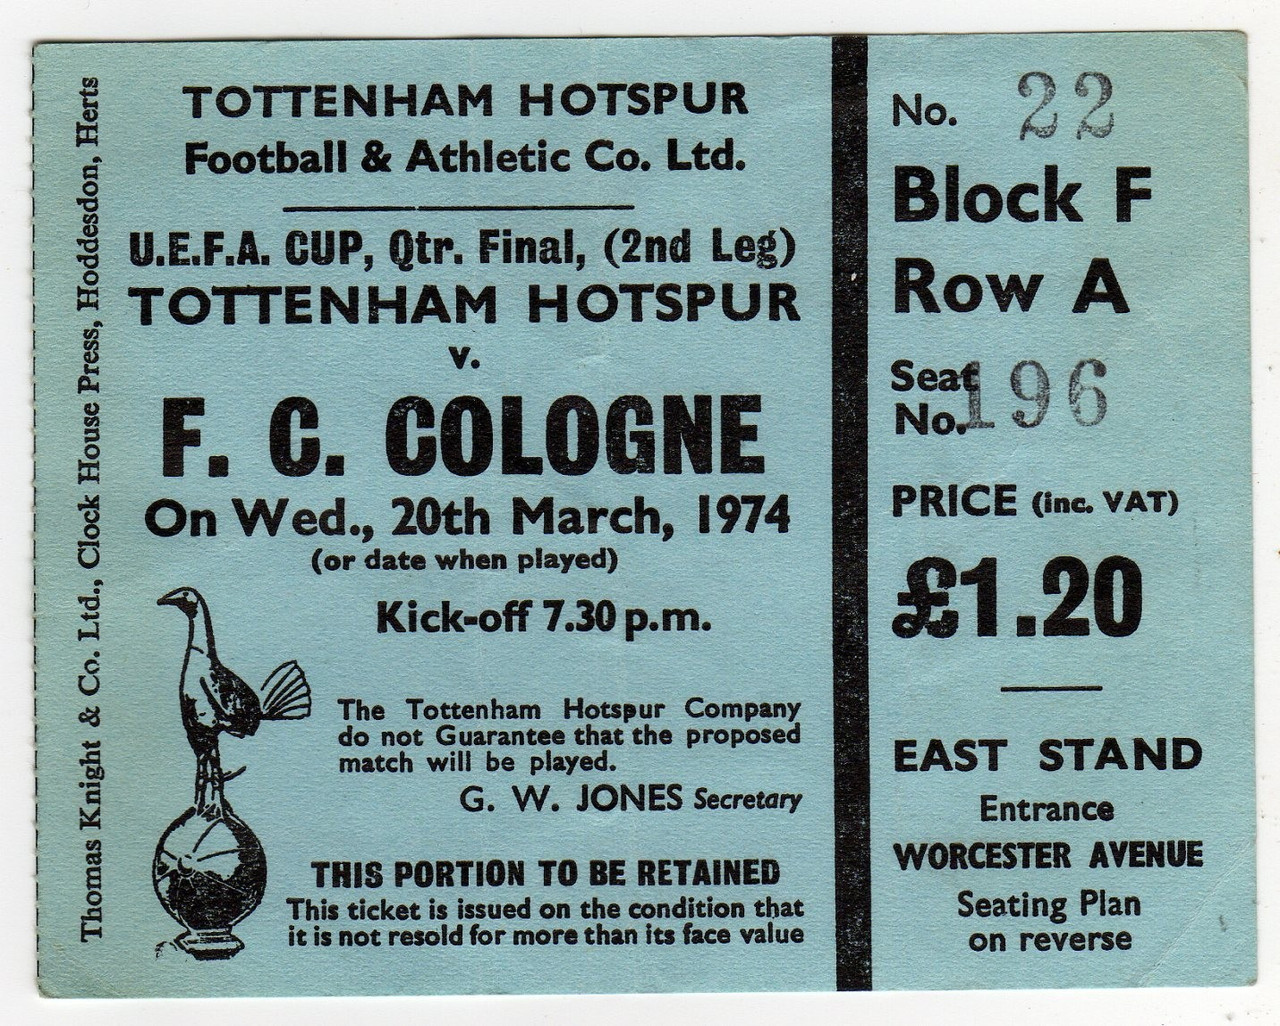 Thomas Knight & Co. Ltd., Clock House Press, Hoddesdon, Herts
TOTTENHAM HOTSPUR
Football & Athletic Co. Ltd.
U.E.F.A. CUP, Qtr. Final, (2nd Leg)
TOTTENHAM HOTSPUR
v.
F. C. COLOGNE
On Wed., 20th March, 1974
(or date when played)
Kick-off 7.30 p.m.
The Tottenham Hotspur Company
do not Guarantee that the proposed
match will be played.
G. W. JONES Secretary
THIS PORTION TO BE RETAINED
This ticket is issued on the condition that
it is not resold for more than its face value
No. 22
Block F
Row A
Seat
No. 196
PRICE (inc. VAT)
£1.20
EAST STAND
Entrance
WORCESTER AVENUE
Seating Plan
on reverse